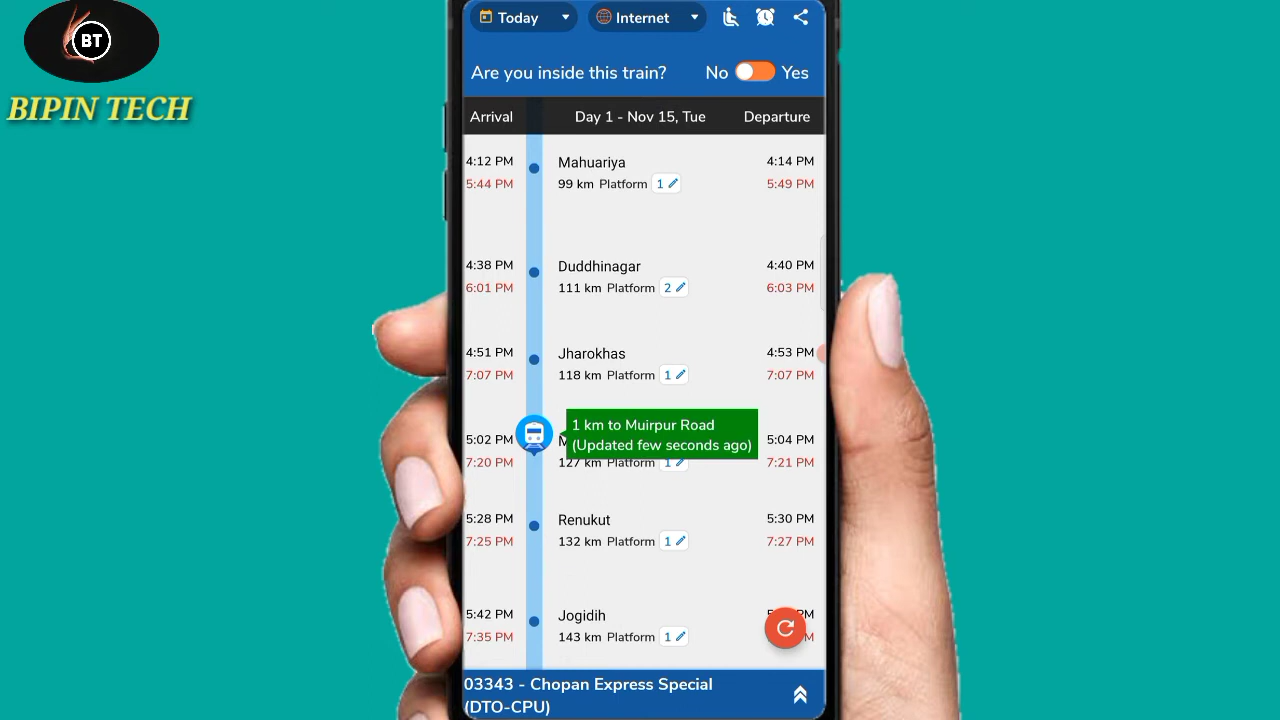 BT
BIPIN TECH
Today Internet
Are you inside this train? No Yes
Arrival Day 1 - Nov 15, Tue Departure
4:12 PM Mahuariya 4:14 PM
5:44 PM 99 km Platform 1 5:49 PM
4:38 PM Duddhinagar 4:40 PM
6:01 PM 111 km Platform 2 6:03 PM
4:51 PM Jharokhas 4:53 PM
7:07 PM 118 km Platform 1 7:07 PM
1 km to Muirpur Road
(Updated few seconds ago)
5:02 PM 5:04 PM
7:20 PM 127 km Platform 1 7:21 PM
5:28 PM Renukut 5:30 PM
7:25 PM 132 km Platform 1 7:27 PM
5:42 PM Jogidih
7:35 PM 143 km Platform 1
03343 - Chopan Express Special
(DTO-CPU)